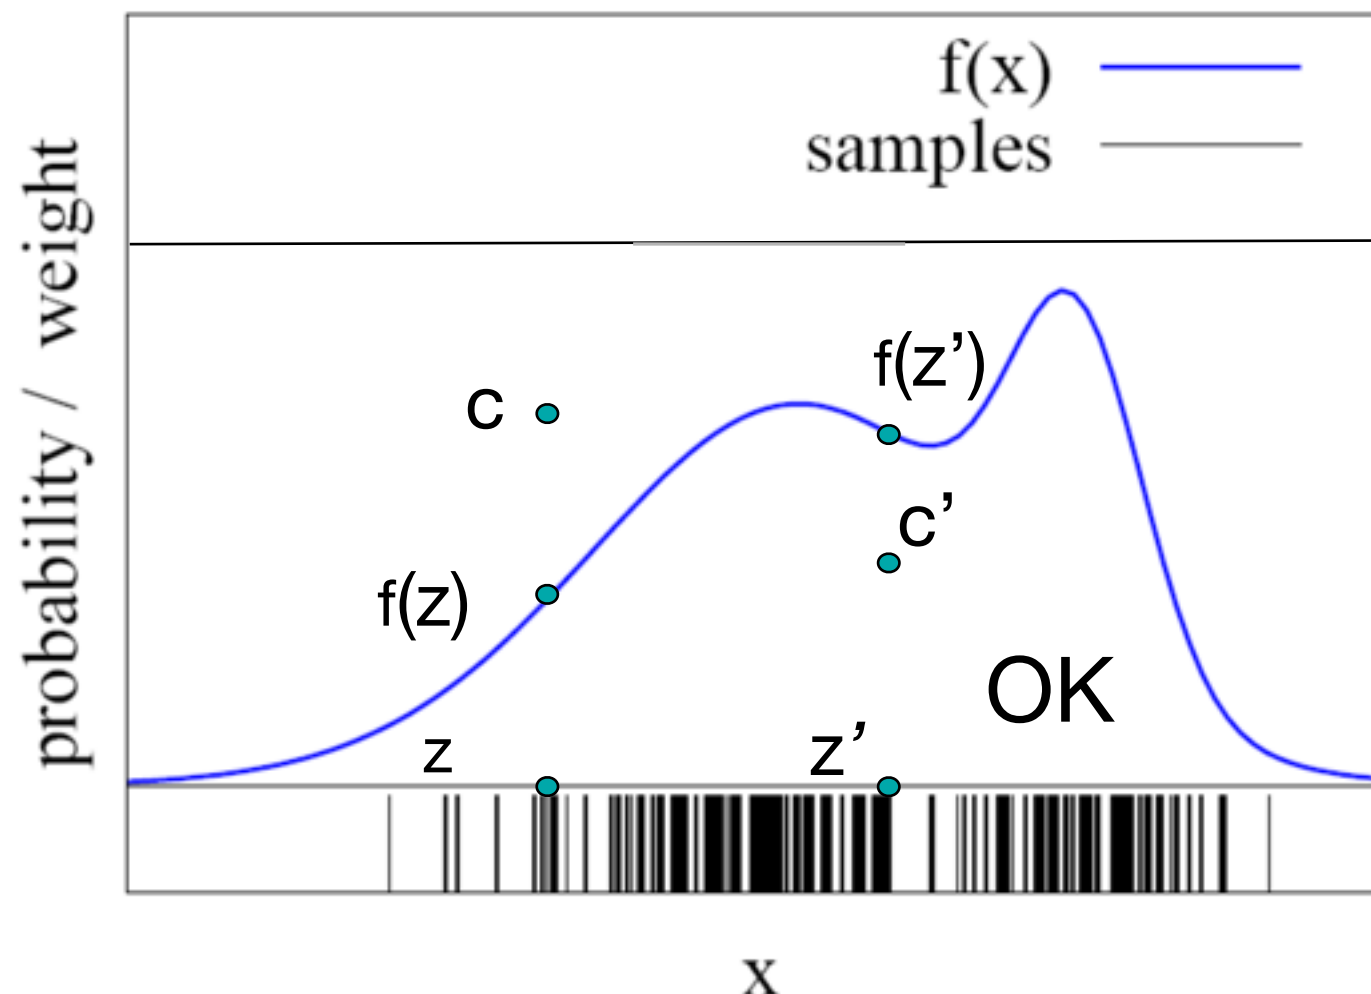 f(x)
samples
probability / weight
f(z’)
c
c’
f(z)
OK
z
z’
x